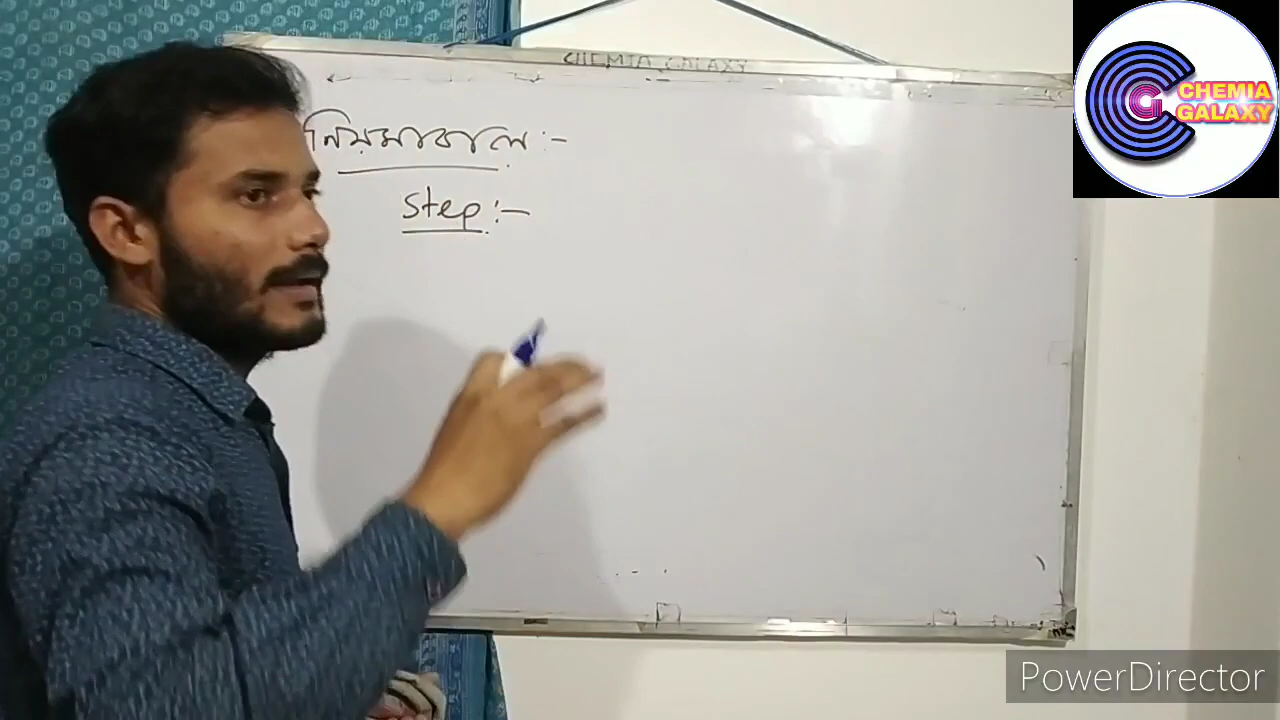 CHEMIA GALAXY
নিয়মাবলি :-
Step :-
CHEMIA
GALAXY
PowerDirector